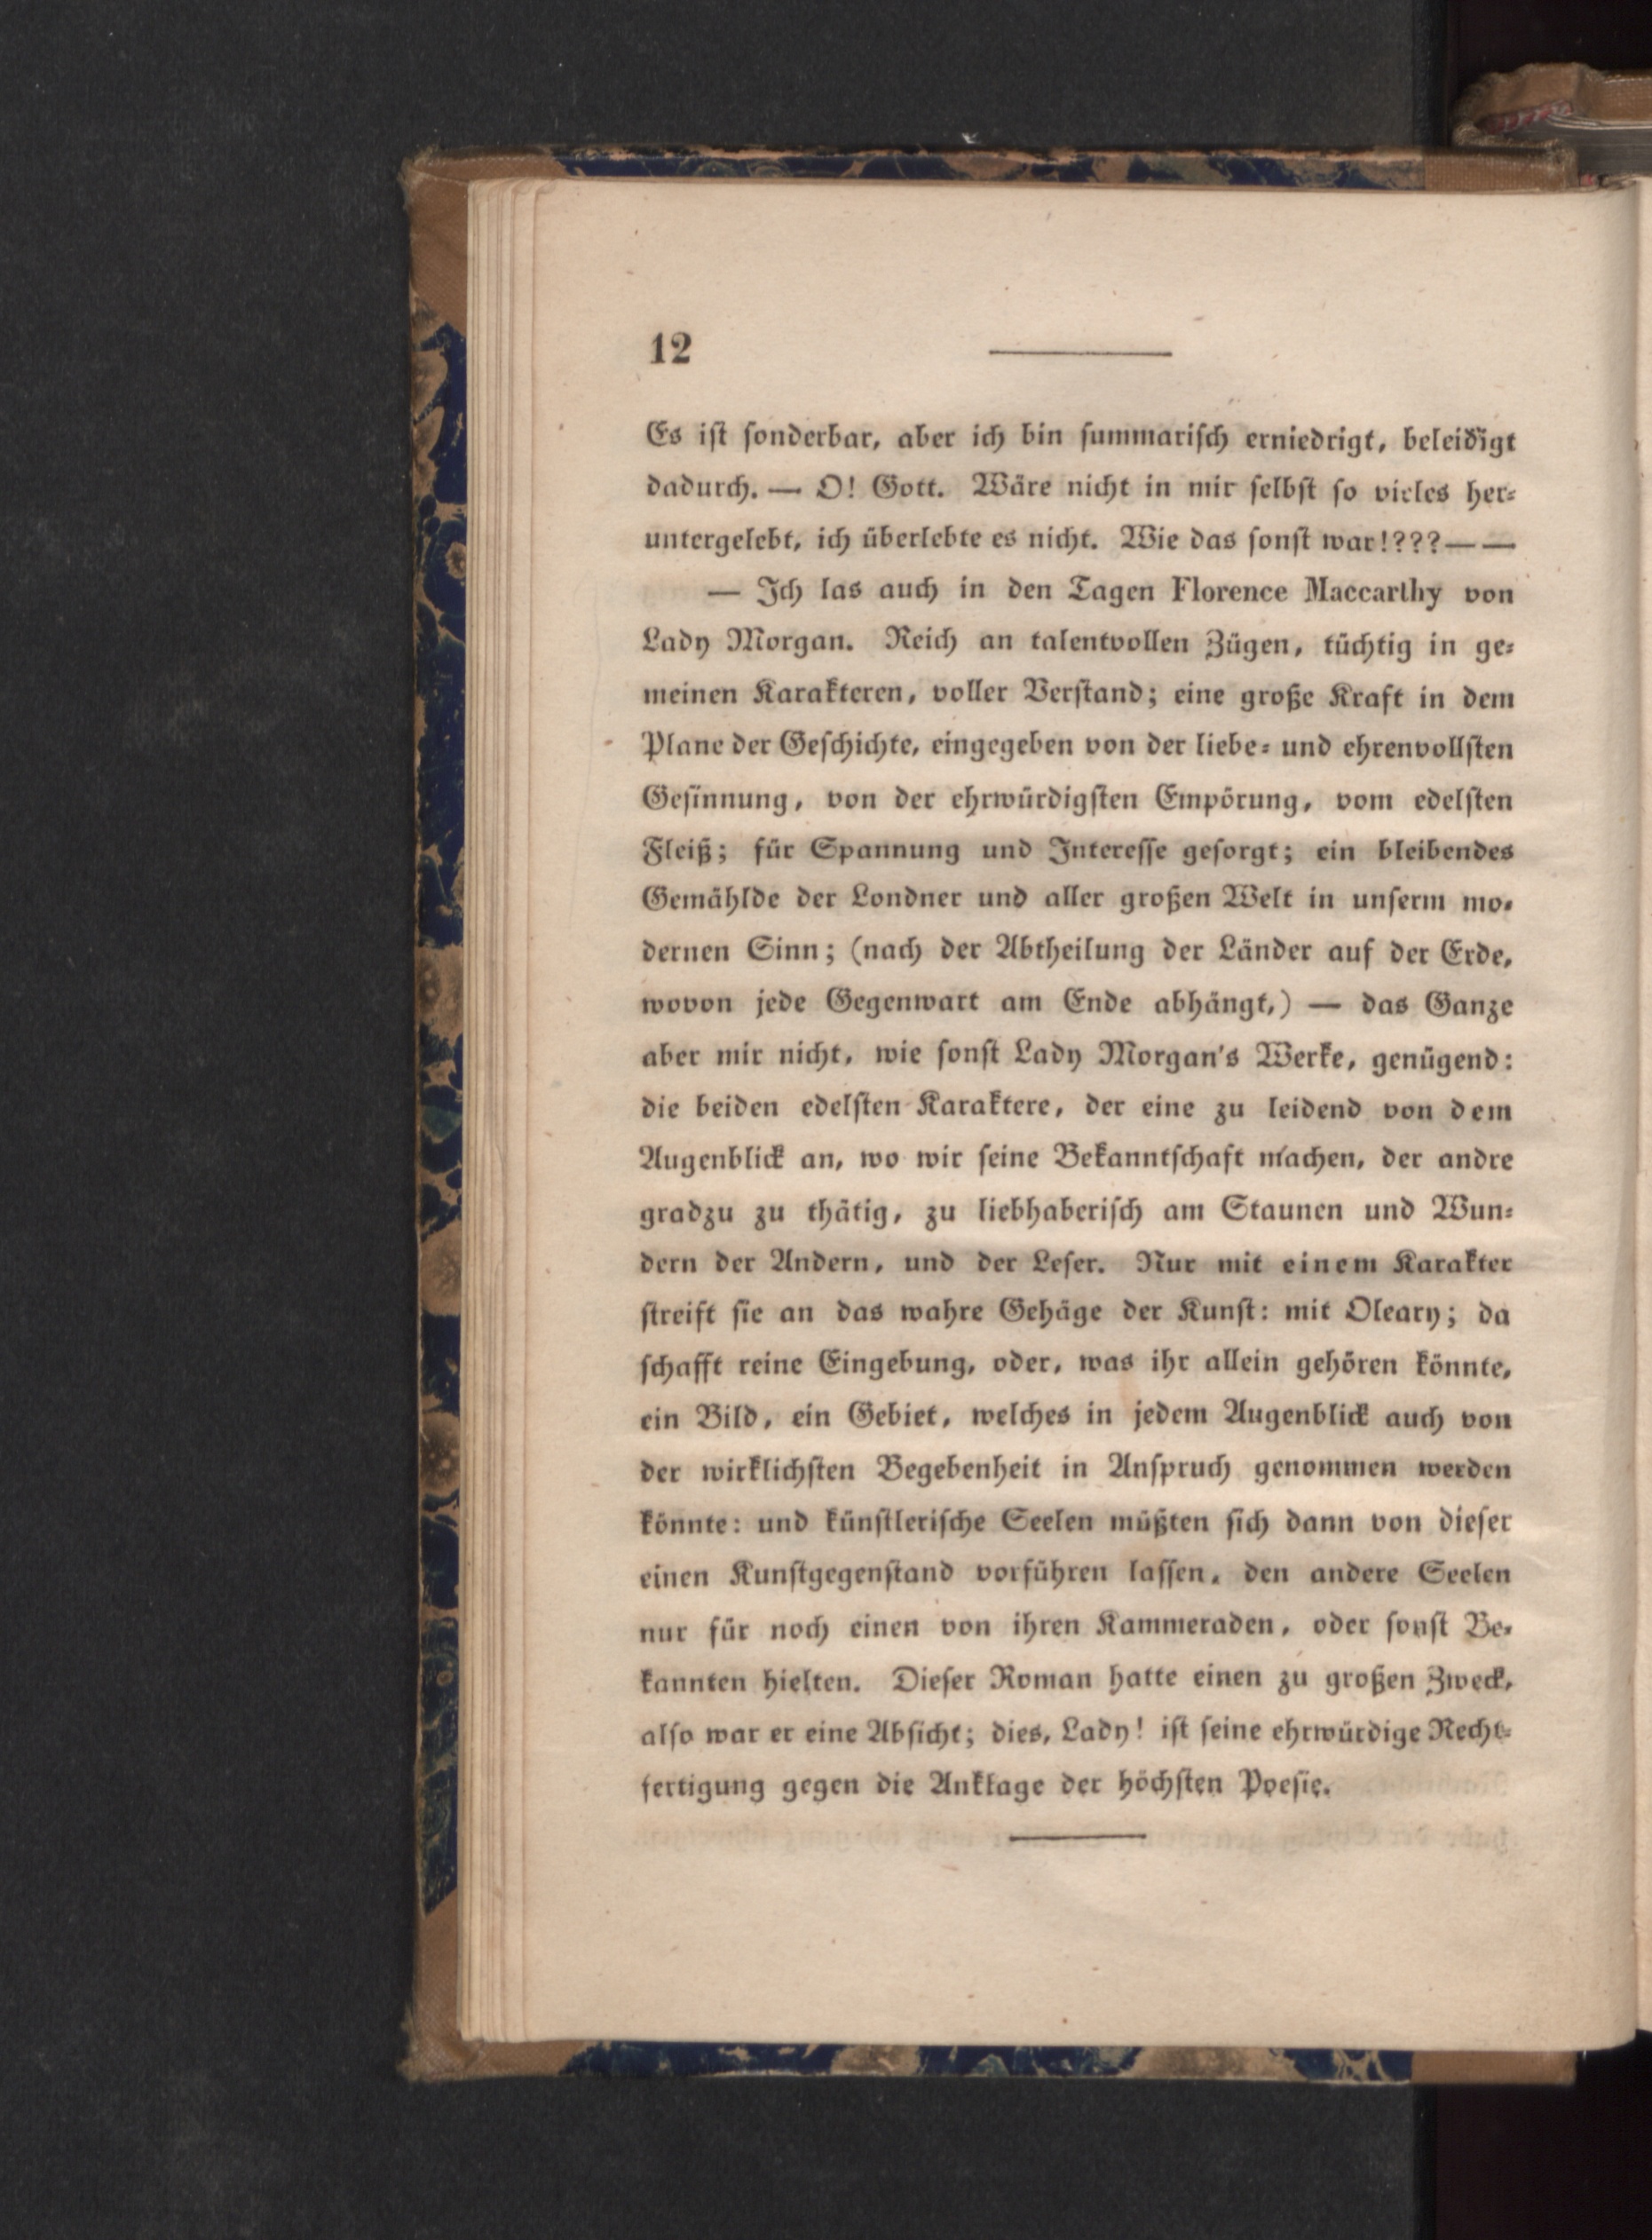 12
Es ist sonderbar, aber ich bin summarisch erniedrigt, beleidigt
dadurch. — O! Gott. Wäre nicht in mir selbst so vieles her-
untergelebt, ich überlebte es nicht. Wie das sonst war!???— —
— Ich las auch in den Tagen Florence Maccarthy von
Lady Morgan. Reich an talentvollen Zügen, tüchtig in ge-
meinen Karakteren, voller Verstand; eine große Kraft in dem
Plane der Geschichte, eingegeben von der liebe- und ehrenvollsten
Gesinnung, von der ehrwürdigsten Empörung, vom edelsten
Fleiß; für Spannung und Interesse gesorgt; ein bleibendes
Gemählde der Londner und aller großen Welt in unserm mo-
dernen Sinn; (nach der Abtheilung der Länder auf der Erde,
wovon jede Gegenwart am Ende abhängt,) — das Ganze
aber mir nicht, wie sonst Lady Morgan's Werke, genügend:
die beiden edelsten Karaktere, der eine zu leidend von dem
Augenblick an, wo wir seine Bekanntschaft machen, der andre
gradzu zu thätig, zu liebhaberisch am Staunen und Wun-
dern der Andern, und der Leser. Nur mit einem Karakter
streift sie an das wahre Gehäge der Kunst: mit Oleary; da
schafft reine Eingebung, oder, was ihr allein gehören könnte,
ein Bild, ein Gebiet, welches in jedem Augenblick auch von
der wirklichsten Begebenheit in Anspruch genommen werden
könnte: und künstlerische Seelen müßten sich dann von dieser
einen Kunstgegenstand vorführen lassen, den andere Seelen
nur für noch einen von ihren Kammeraden, oder sonst Be-
kannten hielten. Dieser Roman hatte einen zu großen Zweck,
also war er eine Absicht; dies, Lady! ist seine ehrwürdige Recht-
fertigung gegen die Anklage der höchsten Poesie.